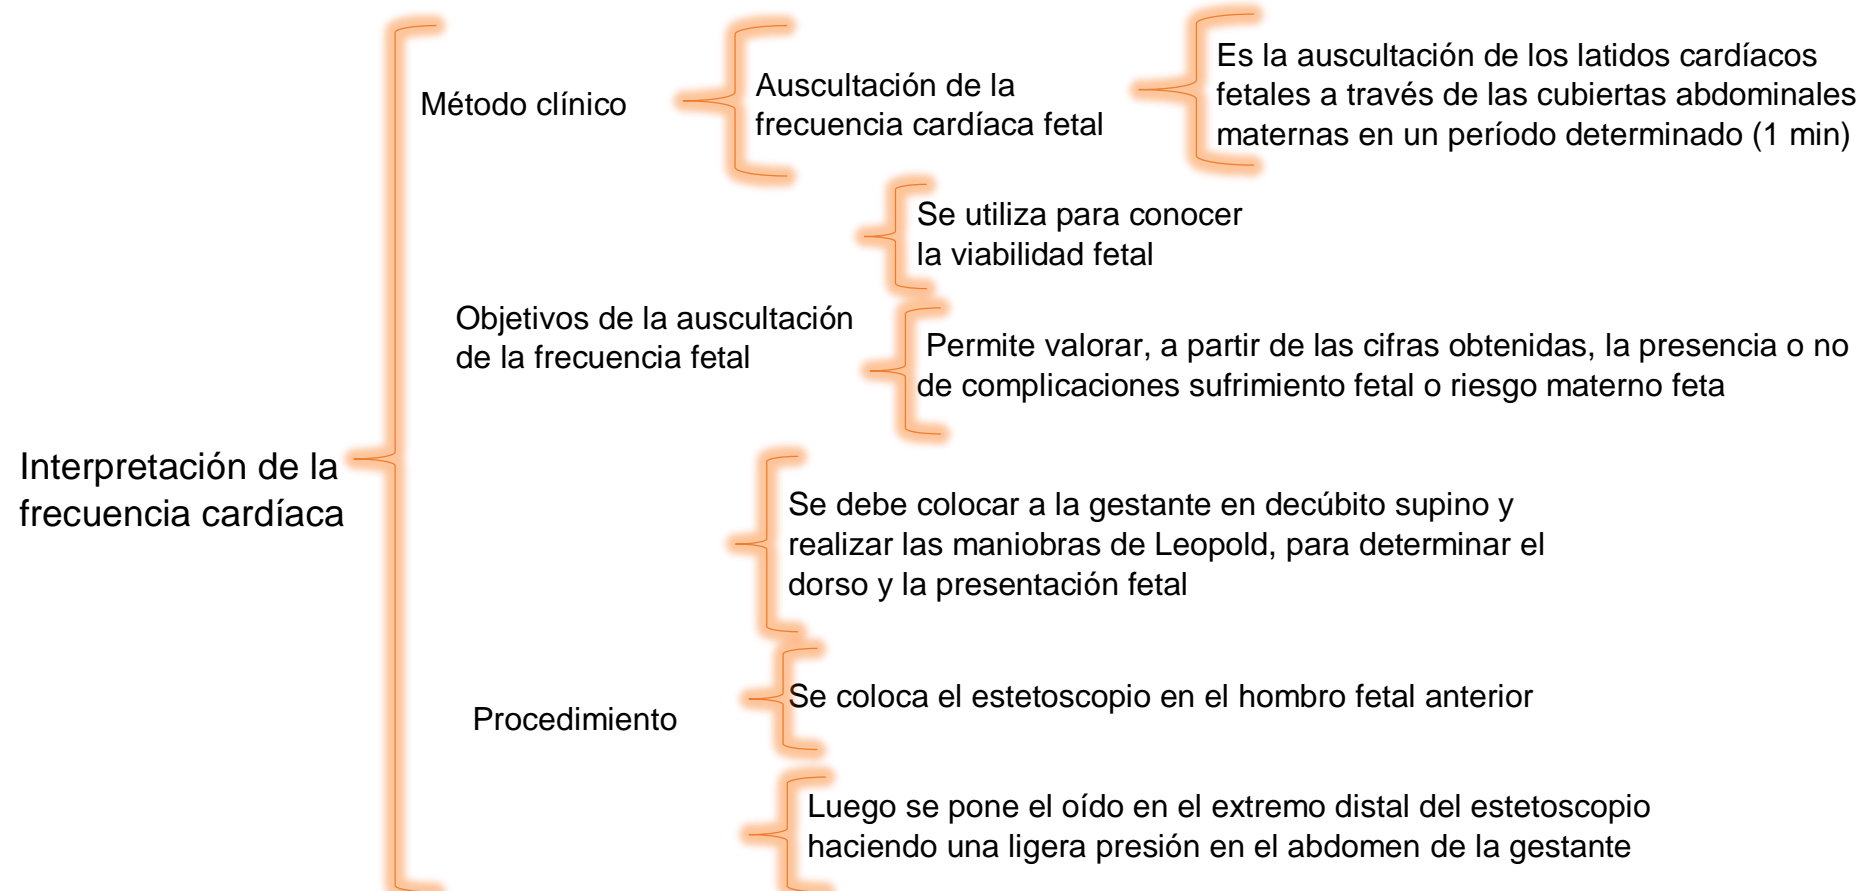 Interpretación de la
frecuencia cardíaca
Método clínico
Auscultación de la
frecuencia cardíaca fetal
Es la auscultación de los latidos cardíacos
fetales a través de las cubiertas abdominales
maternas en un período determinado (1 min)
Objetivos de la auscultación
de la frecuencia fetal
Se utiliza para conocer
la viabilidad fetal
Permite valorar, a partir de las cifras obtenidas, la presencia o no
de complicaciones sufrimiento fetal o riesgo materno feta
Procedimiento
Se debe colocar a la gestante en decúbito supino y
realizar las maniobras de Leopold, para determinar el
dorso y la presentación fetal
Se coloca el estetoscopio en el hombro fetal anterior
Luego se pone el oído en el extremo distal del estetoscopio
haciendo una ligera presión en el abdomen de la gestante